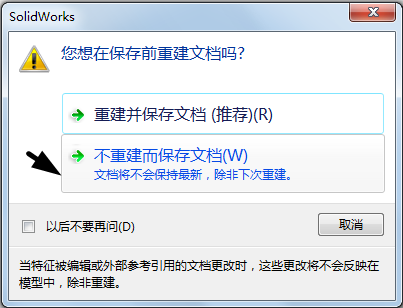 SolidWorks
您想在保存前重建文档吗?
重建并保存文档 (推荐)(R)
不重建而保存文档(W)
文档将不会保持最新，除非下次重建。
以后不要再问(D)
取消
当特征被编辑或外部参考引用的文档更改时，这些更改将不会反映在
模型中，除非重建。